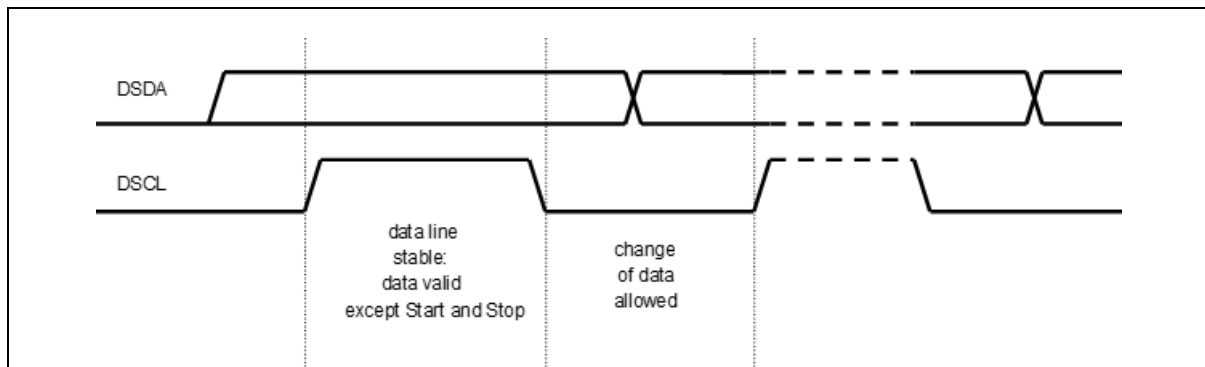 DSDA
DSCL
data line
stable:
data valid
except Start and Stop
change
of data
allowed